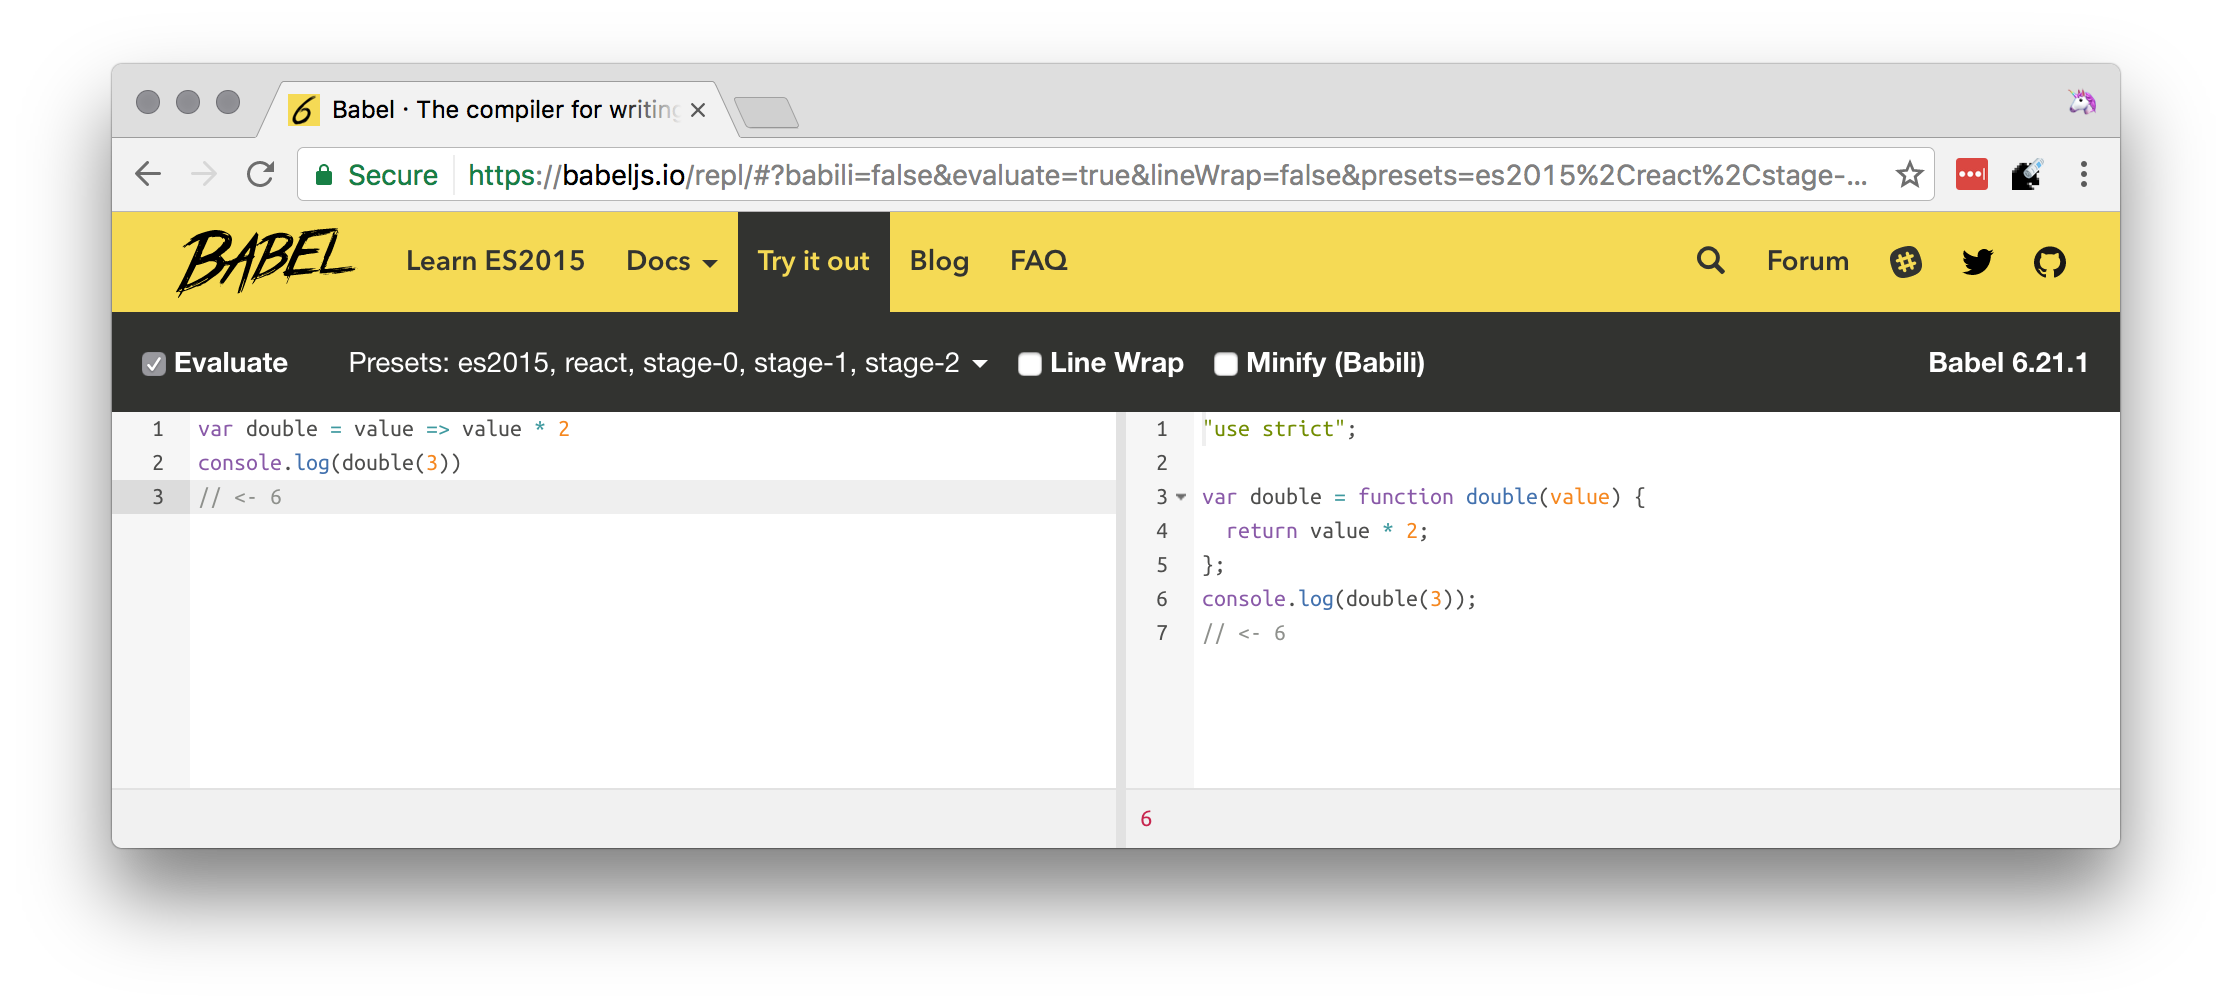 6 Babel · The compiler for writing
Secure https://babeljs.io/repl/#?babili=false&evaluate=true&lineWrap=false&presets=es2015%2Creact%2Cstage-...
BABEL Learn ES2015 Docs Try it out Blog FAQ Forum
Evaluate Presets: es2015, react, stage-0, stage-1, stage-2 Line Wrap Minify (Babili) Babel 6.21.1
1 var double = value => value * 2
2 console.log(double(3))
3 // <- 6
1 "use strict";
2
3 var double = function double(value) {
4 return value * 2;
5 };
6 console.log(double(3));
7 // <- 6
6